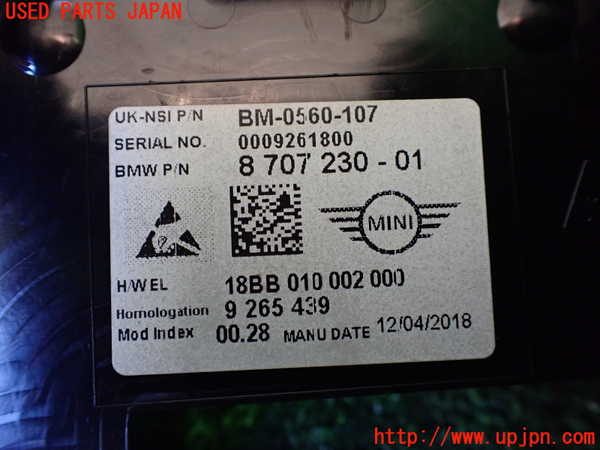 USED PARTS JAPAN
UK-NSI P/N BM-0560-107
SERIAL NO. 0009261800
BMW P/N 8 707 230 - 01
MINI
H/W EL 18BB 010 002 000
Homologation 9 265 439
Mod Index 00.28 MANU DATE 12/04/2018
http://www.upjpn.com/